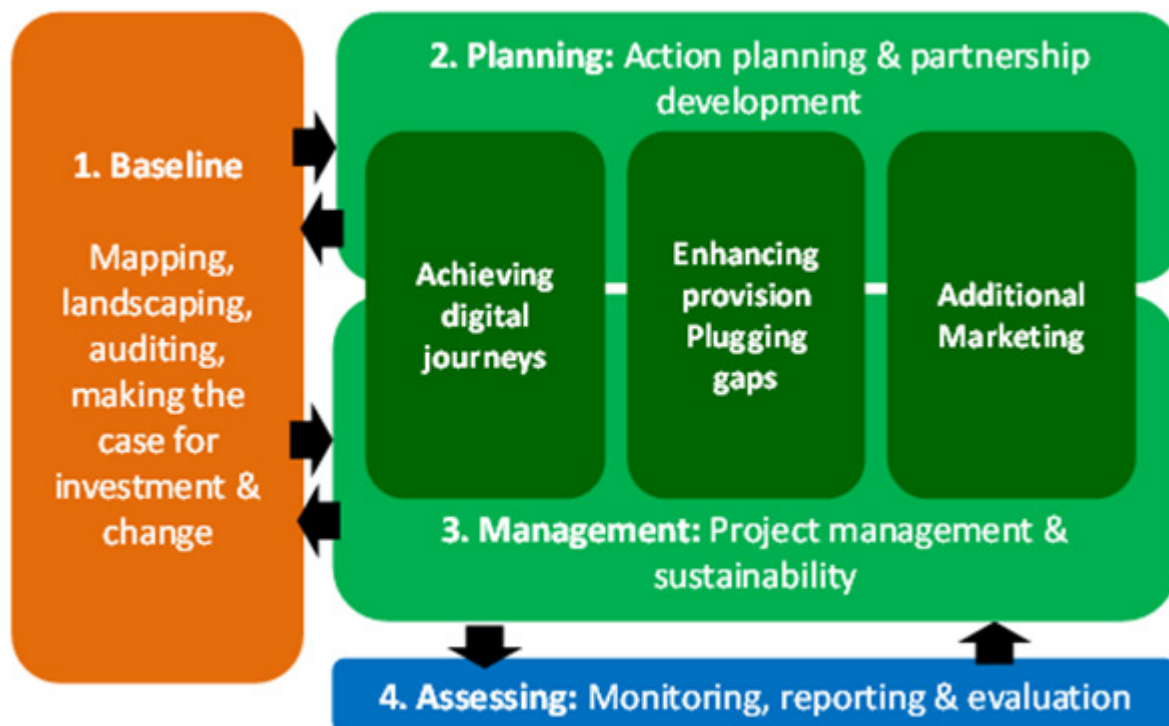 1. Baseline
Mapping,
landscaping,
auditing,
making the
case for
investment &
change
2. Planning: Action planning & partnership
development
Achieving
digital
journeys
Enhancing
provision
Plugging
gaps
Additional
Marketing
3. Management: Project management &
sustainability
4. Assessing: Monitoring, reporting & evaluation